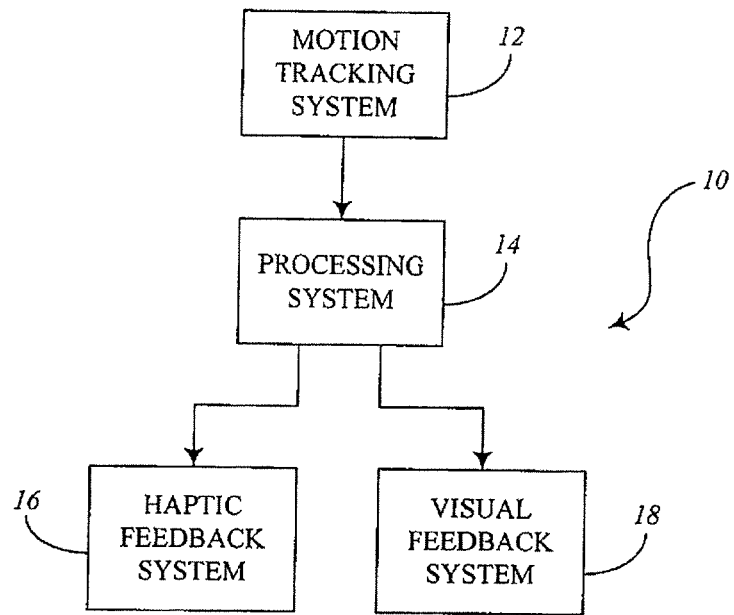 MOTION
TRACKING
SYSTEM
12
10
PROCESSING
SYSTEM
14
16
HAPTIC
FEEDBACK
SYSTEM
VISUAL
FEEDBACK
SYSTEM
18